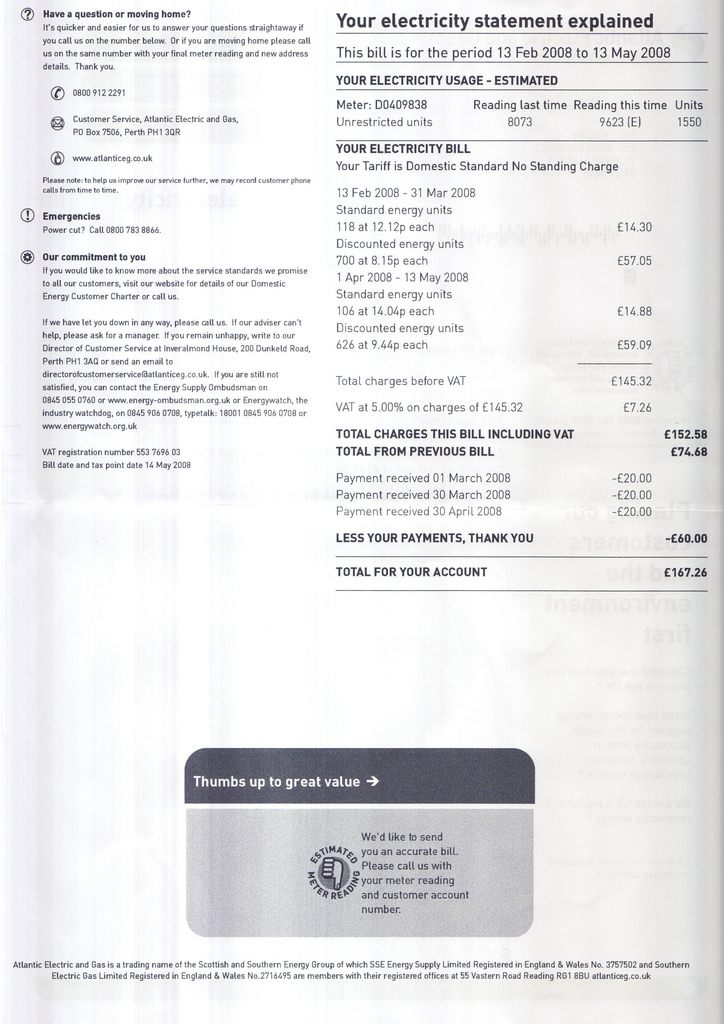 Have a question or moving home?
It's quicker and easier for us to answer your questions straightaway if
you call us on the number below. Or if you are moving home please call
us on the same number with your final meter reading and new address
details. Thank you.
0800 912 2291
Customer Service, Atlantic Electric and Gas,
PO Box 7506, Perth PH1 3QR
www.atlanticeg.co.uk
Please note: to help us improve our service further, we may record customer phone
calls from time to time.
Emergencies
Power cut? Call 0800 783 8866.
Our commitment to you
If you would like to know more about the service standards we promise
to all our customers, visit our website for details of our Domestic
Energy Customer Charter or call us.
If we have let you down in any way, please call us. If our adviser can't
help, please ask for a manager. If you remain unhappy, write to our
Director of Customer Service at Inveralmond House, 200 Dunkeld Road,
Perth PH1 3AQ or send an email to
directorofcustomerservice@atlanticeg.co.uk. If you are still not
satisfied, you can contact the Energy Supply Ombudsman on
0845 055 0760 or www.energy-ombudsman.org.uk or Energywatch, the
industry watchdog, on 0845 906 0708, typetalk: 18001 0845 906 0708 or
www.energywatch.org.uk
VAT registration number 553 7696 03
Bill date and tax point date 14 May 2008
Your electricity statement explained
This bill is for the period 13 Feb 2008 to 13 May 2008
YOUR ELECTRICITY USAGE - ESTIMATED
Meter: D0409838 Reading last time Reading this time Units
Unrestricted units 8073 9623 (E) 1550
YOUR ELECTRICITY BILL
Your Tariff is Domestic Standard No Standing Charge
13 Feb 2008 - 31 Mar 2008
Standard energy units
118 at 12.12p each £14.30
Discounted energy units
700 at 8.15p each £57.05
1 Apr 2008 - 13 May 2008
Standard energy units
106 at 14.04p each £14.88
Discounted energy units
626 at 9.44p each £59.09
Total charges before VAT £145.32
VAT at 5.00% on charges of £145.32 £7.26
TOTAL CHARGES THIS BILL INCLUDING VAT £152.58
TOTAL FROM PREVIOUS BILL £74.68
Payment received 01 March 2008 -£20.00
Payment received 30 March 2008 -£20.00
Payment received 30 April 2008 -£20.00
LESS YOUR PAYMENTS, THANK YOU -£60.00
TOTAL FOR YOUR ACCOUNT £167.26
Thumbs up to great value →
ESTIMATED METER READING
We'd like to send
you an accurate bill.
Please call us with
your meter reading
and customer account
number.
Atlantic Electric and Gas is a trading name of the Scottish and Southern Energy Group of which SSE Energy Supply Limited Registered in England & Wales No. 3757502 and Southern
Electric Gas Limited Registered in England & Wales No.2716495 are members with their registered offices at 55 Vastern Road Reading RG1 8BU atlanticeg.co.uk